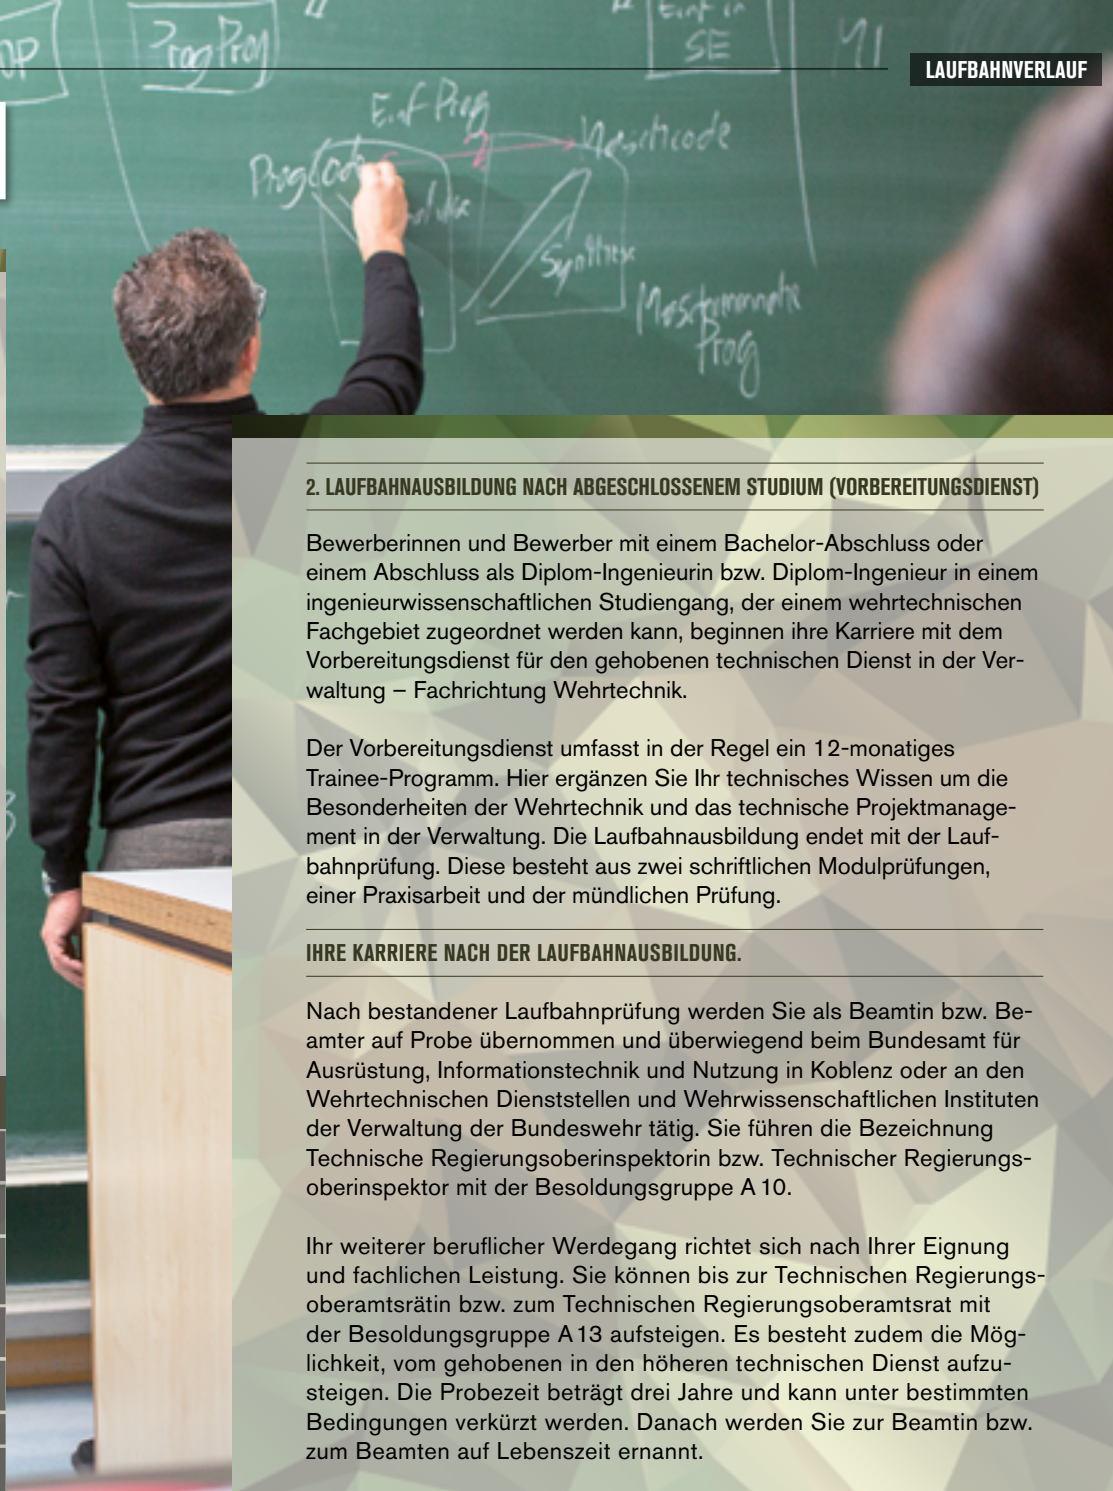 OP
ProgProg
Einf in
SE
LAUFBAHNVERLAUF
Einf Prog
ProgCode
Maschcode
Synthese
Prog
2. LAUFBAHNAUSBILDUNG NACH ABGESCHLOSSENEM STUDIUM (VORBEREITUNGSDIENST)
Bewerberinnen und Bewerber mit einem Bachelor-Abschluss oder
einem Abschluss als Diplom-Ingenieurin bzw. Diplom-Ingenieur in einem
ingenieurwissenschaftlichen Studiengang, der einem wehrtechnischen
Fachgebiet zugeordnet werden kann, beginnen ihre Karriere mit dem
Vorbereitungsdienst für den gehobenen technischen Dienst in der Ver-
waltung – Fachrichtung Wehrtechnik.
Der Vorbereitungsdienst umfasst in der Regel ein 12-monatiges
Trainee-Programm. Hier ergänzen Sie Ihr technisches Wissen um die
Besonderheiten der Wehrtechnik und das technische Projektmanage-
ment in der Verwaltung. Die Laufbahnausbildung endet mit der Lauf-
bahnprüfung. Diese besteht aus zwei schriftlichen Modulprüfungen,
einer Praxisarbeit und der mündlichen Prüfung.
IHRE KARRIERE NACH DER LAUFBAHNAUSBILDUNG.
Nach bestandener Laufbahnprüfung werden Sie als Beamtin bzw. Be-
amter auf Probe übernommen und überwiegend beim Bundesamt für
Ausrüstung, Informationstechnik und Nutzung in Koblenz oder an den
Wehrtechnischen Dienststellen und Wehrwissenschaftlichen Instituten
der Verwaltung der Bundeswehr tätig. Sie führen die Bezeichnung
Technische Regierungsoberinspektorin bzw. Technischer Regierungs-
oberinspektor mit der Besoldungsgruppe A 10.
Ihr weiterer beruflicher Werdegang richtet sich nach Ihrer Eignung
und fachlichen Leistung. Sie können bis zur Technischen Regierungs-
oberamtsrätin bzw. zum Technischen Regierungsoberamtsrat mit
der Besoldungsgruppe A 13 aufsteigen. Es besteht zudem die Mög-
lichkeit, vom gehobenen in den höheren technischen Dienst aufzu-
steigen. Die Probezeit beträgt drei Jahre und kann unter bestimmten
Bedingungen verkürzt werden. Danach werden Sie zur Beamtin bzw.
zum Beamten auf Lebenszeit ernannt.